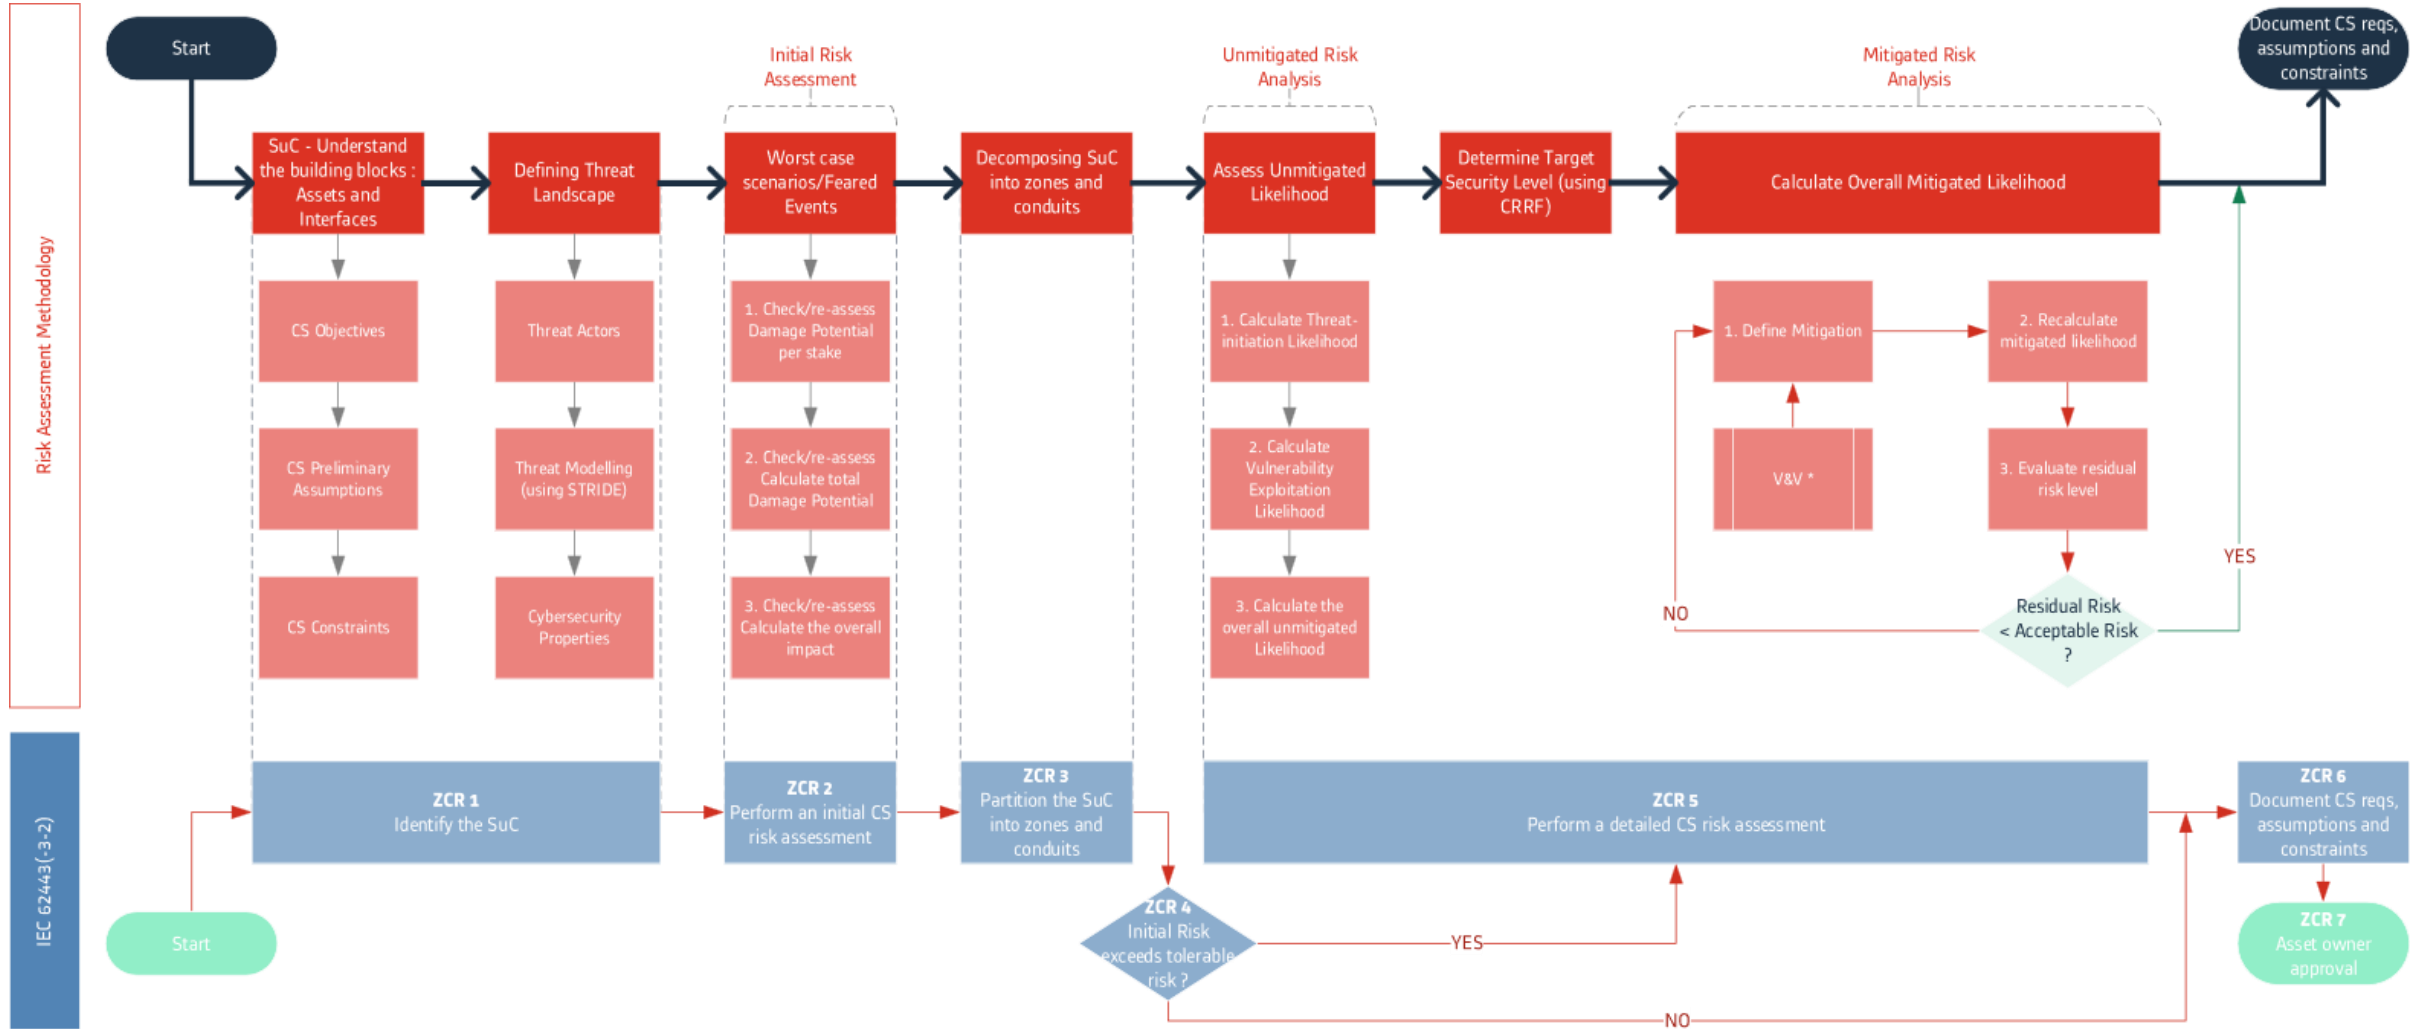 Risk Assessment Methodology
Start
Initial Risk
Assessment
Unmitigated Risk
Analysis
Mitigated Risk
Analysis
Document CS reqs,
assumptions and
constraints
SuC - Understand
the building blocks :
Assets and
Interfaces
Defining Threat
Landscape
Worst case
scenarios/Feared
Events
Decomposing SuC
into zones and
conduits
Assess Unmitigated
Likelihood
Determine Target
Security Level (using
CRRF)
Calculate Overall Mitigated Likelihood
CS Objectives
CS Preliminary
Assumptions
CS Constraints
Threat Actors
Threat Modelling
(using STRIDE)
Cybersecurity
Properties
1. Check/re-assess
Damage Potential
per stake
2. Check/re-assess
Calculate total
Damage Potential
3. Check/re-assess
Calculate the overall
impact
1. Calculate Threat-
initiation Likelihood
2. Calculate
Vulnerability
Exploitation
Likelihood
3. Calculate the
overall unmitigated
Likelihood
1. Define Mitigation
2. Recalculate
mitigated likelihood
V&V *
3. Evaluate residual
risk level
Residual Risk
< Acceptable Risk
?
NO
YES
IEC 62443(-3-2)
Start
ZCR 1
Identify the SuC
ZCR 2
Perform an initial CS
risk assessment
ZCR 3
Partition the SuC
into zones and
conduits
ZCR 4
Initial Risk
exceeds tolerable
risk ?
YES
NO
ZCR 5
Perform a detailed CS risk assessment
ZCR 6
Document CS reqs,
assumptions and
constraints
ZCR 7
Asset owner
approval